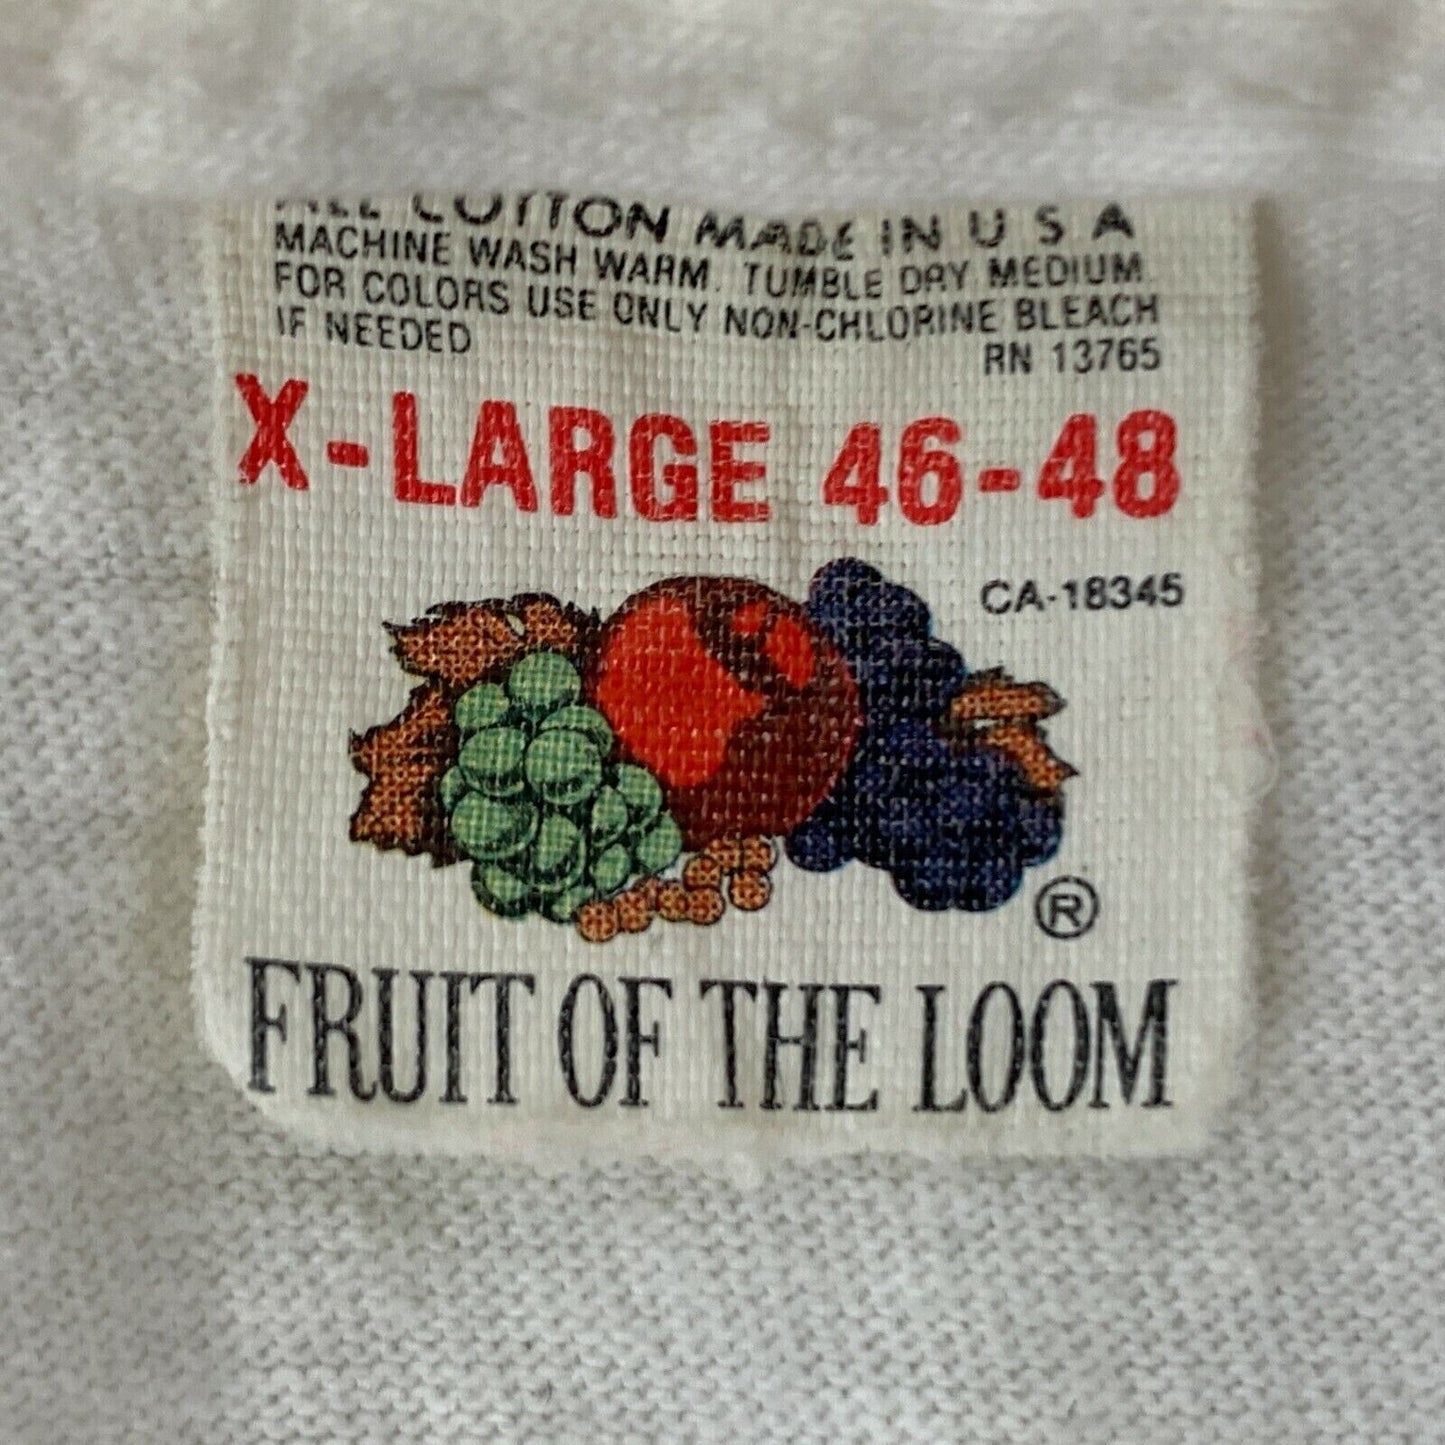 ALL COTTON MADE IN U S A
MACHINE WASH WARM. TUMBLE DRY MEDIUM.
FOR COLORS USE ONLY NON-CHLORINE BLEACH
IF NEEDED
RN 13765
X-LARGE 46-48
CA-18345
®
FRUIT OF THE LOOM